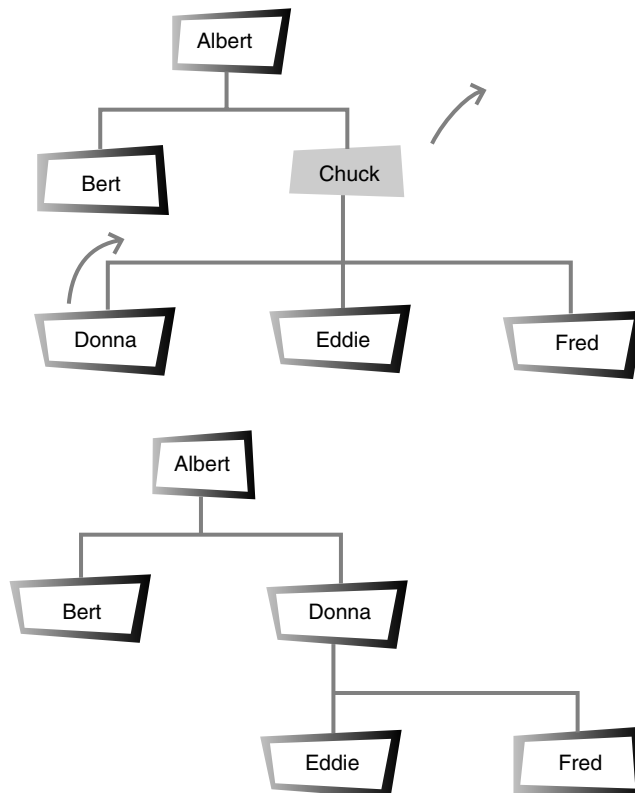 Albert
Bert
Chuck
Donna
Eddie
Fred
Albert
Bert
Donna
Eddie
Fred